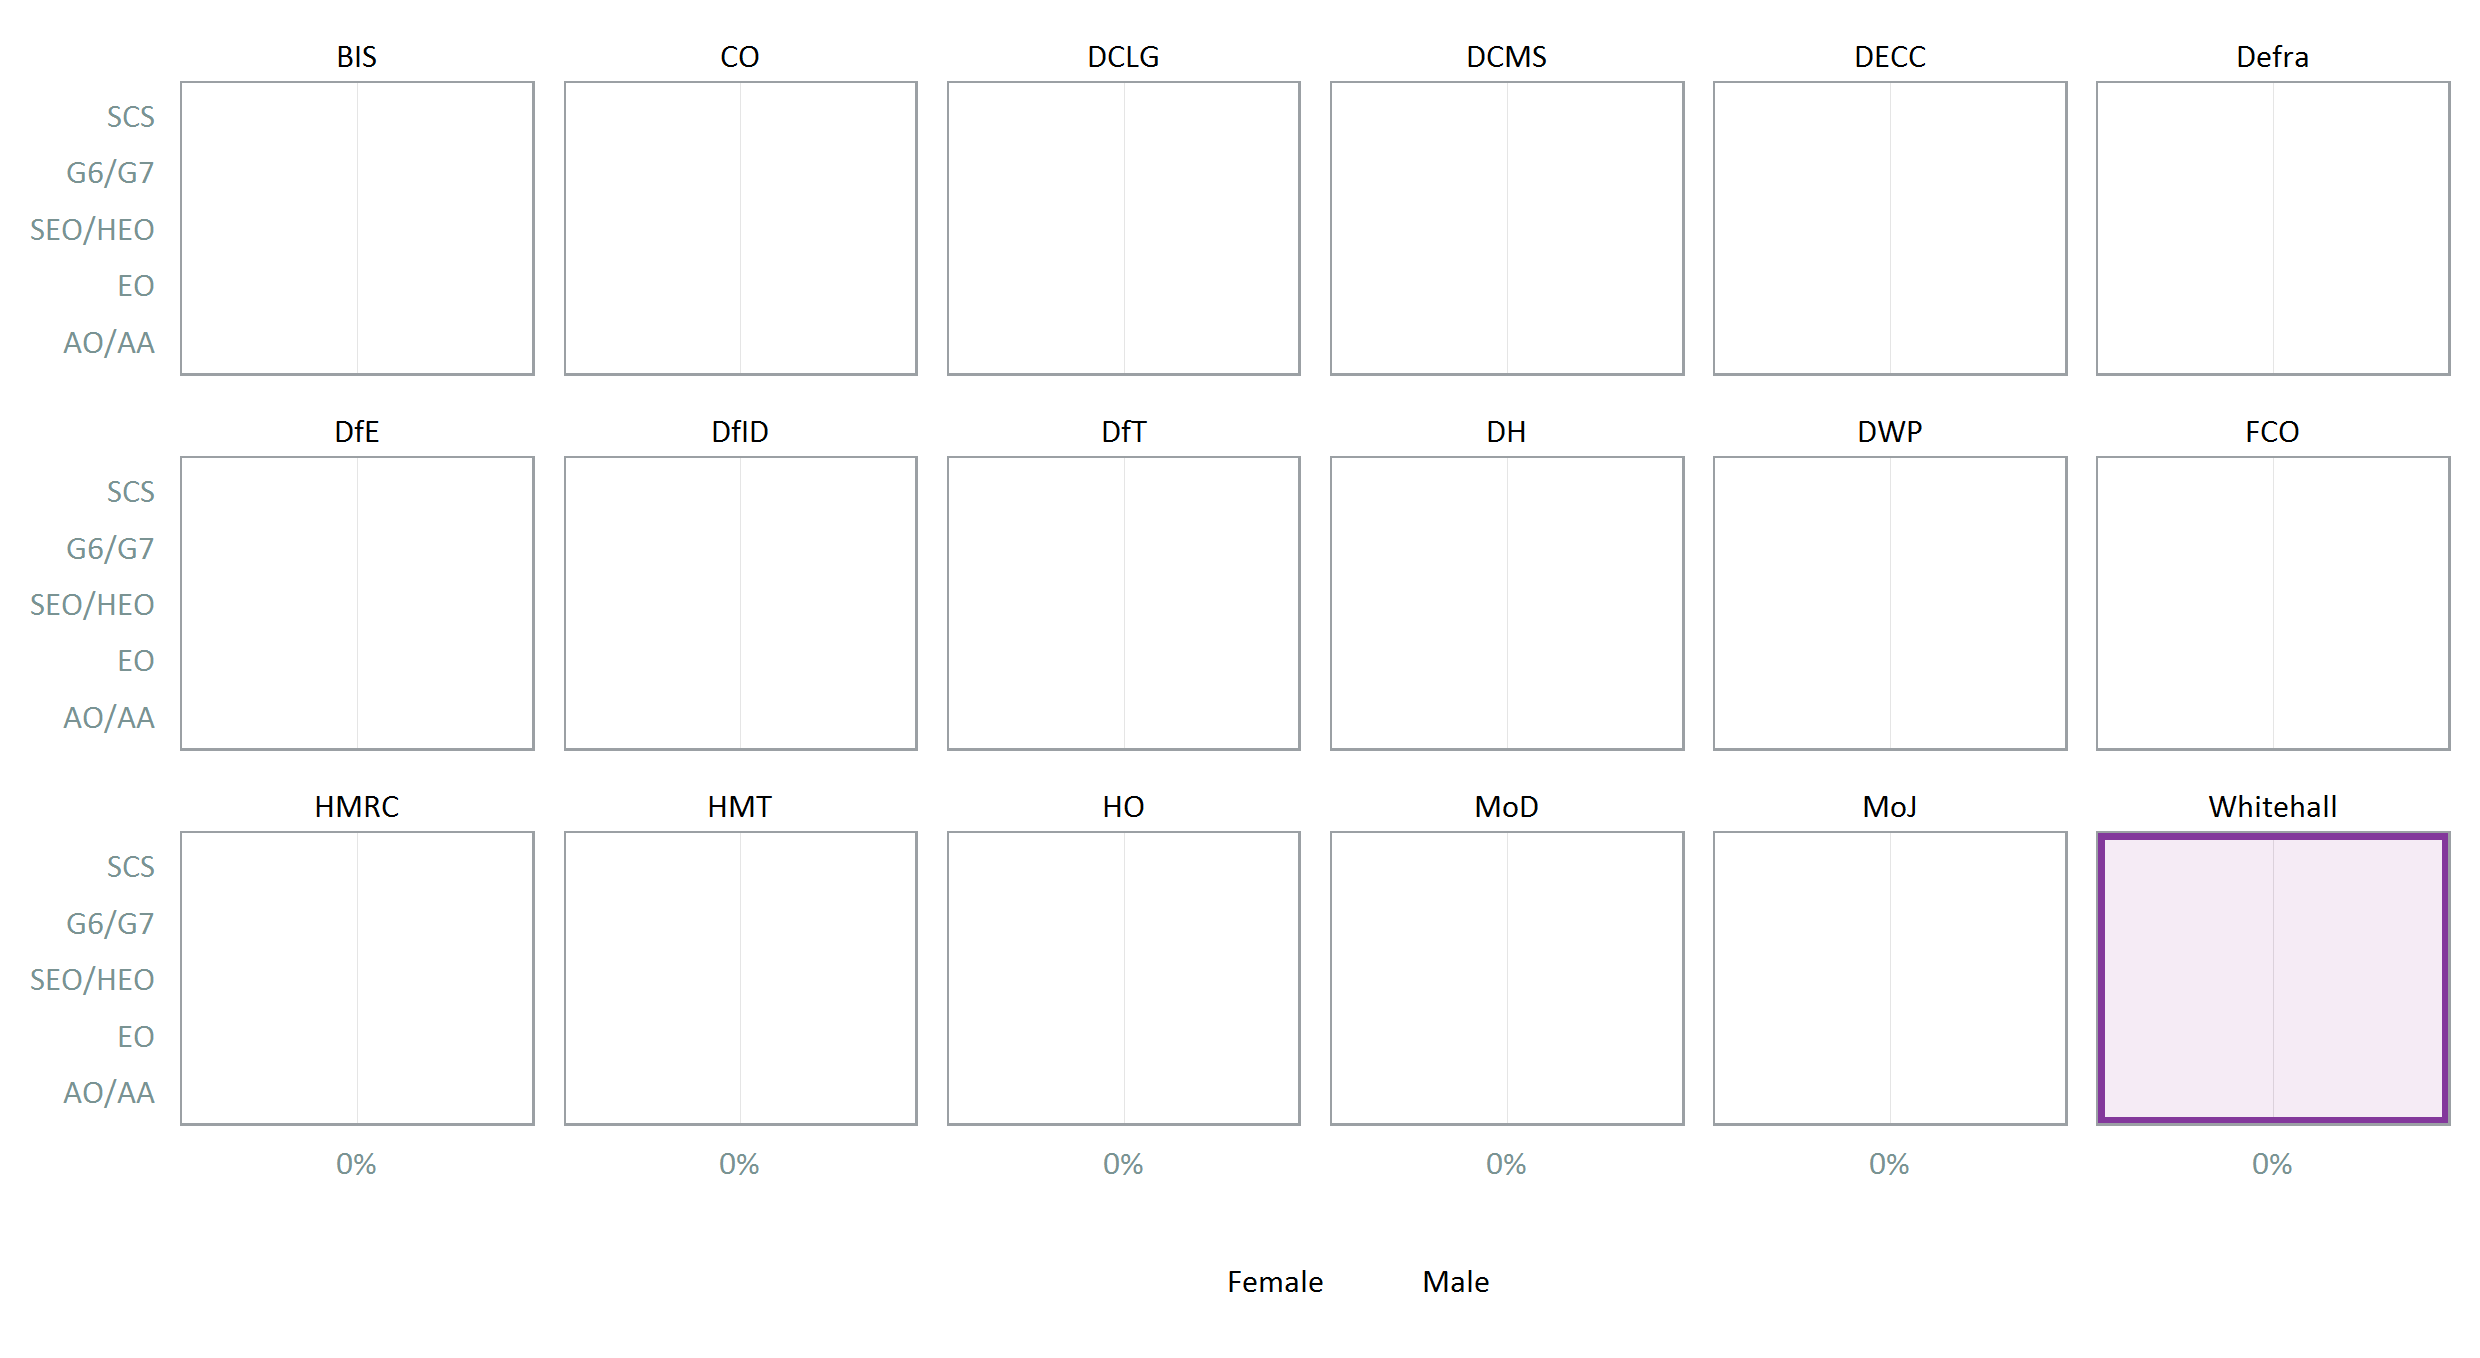 BIS CO DCLG DCMS DECC Defra
SCS
G6/G7
SEO/HEO
EO
AO/AA
DfE DfID DfT DH DWP FCO
SCS
G6/G7
SEO/HEO
EO
AO/AA
HMRC HMT HO MoD MoJ Whitehall
SCS
G6/G7
SEO/HEO
EO
AO/AA
0% 0% 0% 0% 0% 0%
Female Male